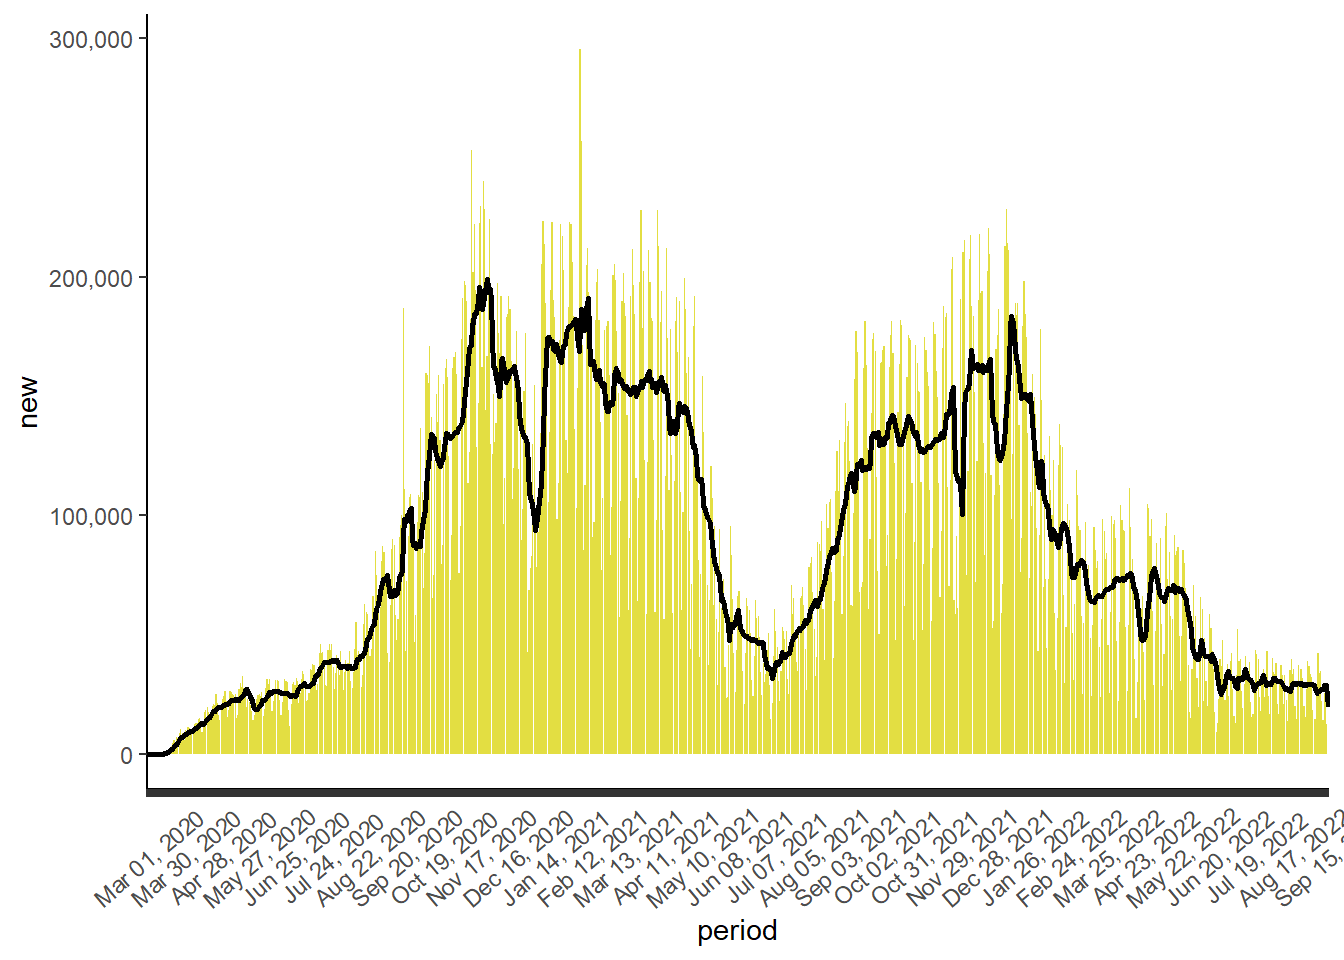 300,000
200,000
100,000
0
new
Mar 01, 2020
Mar 30, 2020
Apr 28, 2020
May 27, 2020
Jun 25, 2020
Jul 24, 2020
Aug 22, 2020
Sep 20, 2020
Oct 19, 2020
Nov 17, 2020
Dec 16, 2020
Jan 14, 2021
Feb 12, 2021
Mar 13, 2021
Apr 11, 2021
May 10, 2021
Jun 08, 2021
Jul 07, 2021
Aug 05, 2021
Sep 03, 2021
Oct 02, 2021
Oct 31, 2021
Nov 29, 2021
Dec 28, 2021
Jan 26, 2022
Feb 24, 2022
Mar 25, 2022
Apr 23, 2022
May 22, 2022
Jun 20, 2022
Jul 19, 2022
Aug 17, 2022
Sep 15,
period